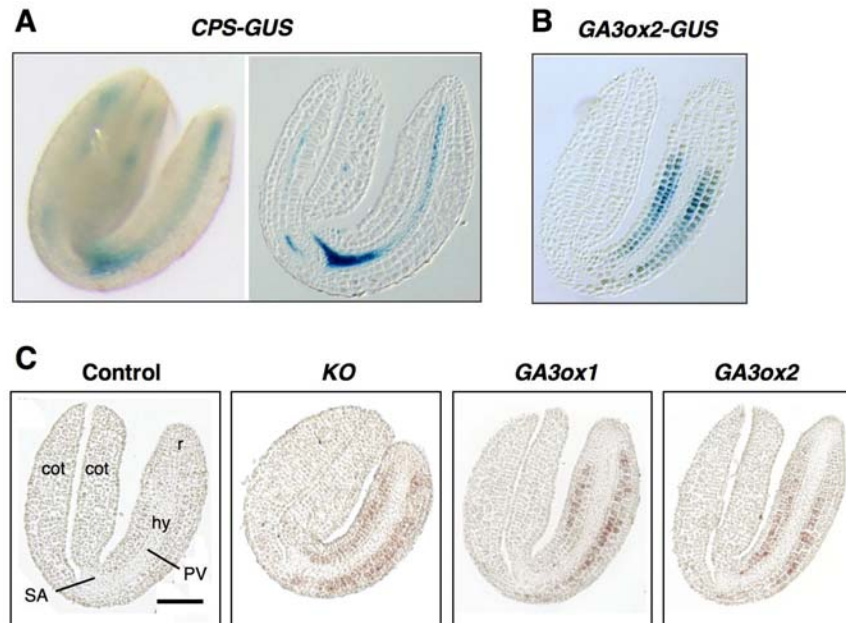 A
CPS-GUS
B
GA3ox2-GUS
C
Control
KO
GA3ox1
GA3ox2
cot
cot
r
hy
PV
SA